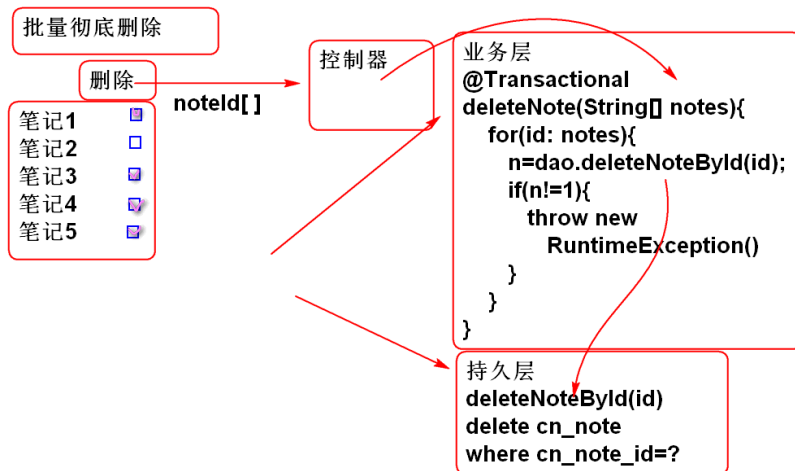 批量彻底删除
删除
noteId[ ]
笔记1
笔记2
笔记3
笔记4
笔记5
控制器
业务层
@Transactional
deleteNote(String[] notes){
for(id: notes){
n=dao.deleteNoteById(id);
if(n!=1){
throw new
RuntimeException()
}
}
}
持久层
deleteNoteById(id)
delete cn_note
where cn_note_id=?